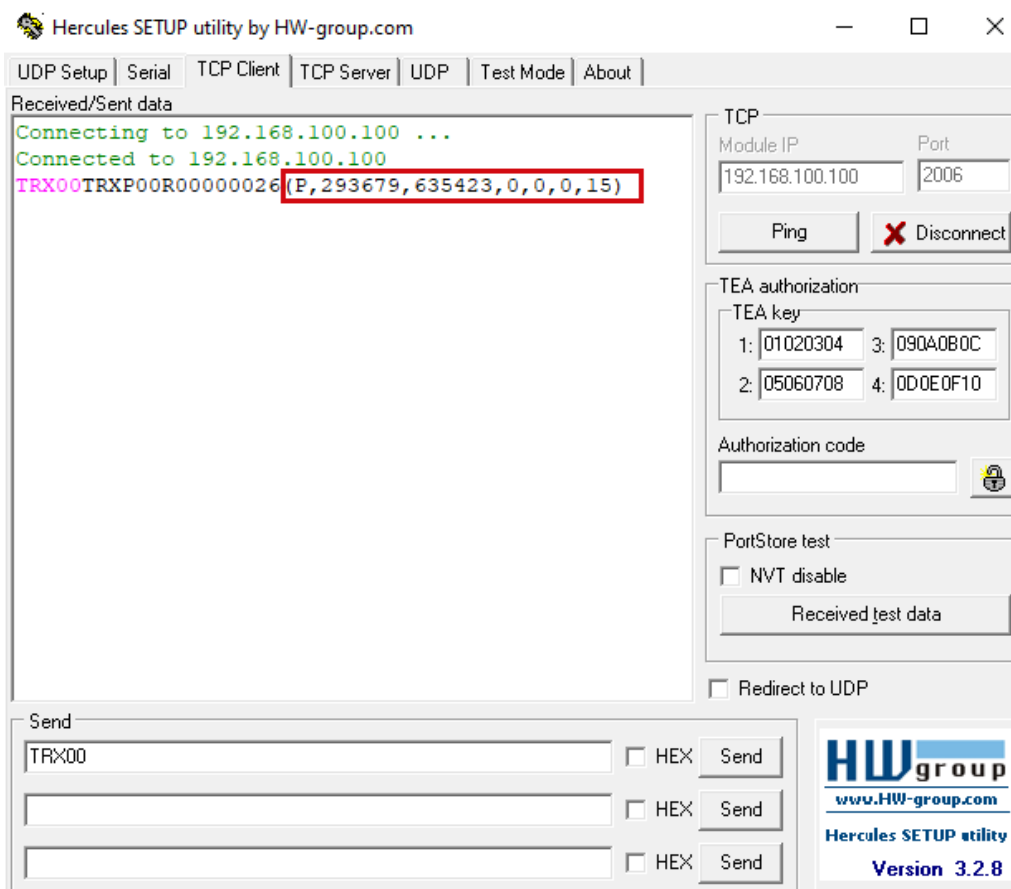 Hercules SETUP utility by HW-group.com
UDP Setup Serial TCP Client TCP Server UDP Test Mode About
Received/Sent data
Connecting to 192.168.100.100 ...
Connected to 192.168.100.100
TRX00TRXP00R00000026(P,293679,635423,0,0,0,15)
TCP
Module IP Port
192.168.100.100 2006
Ping Disconnect
TEA authorization
TEA key
1: 01020304 3: 090A0B0C
2: 05060708 4: 0D0E0F10
Authorization code
PortStore test
NVT disable
Received test data
Redirect to UDP
Send
TRX00 HEX Send
HEX Send
HEX Send
HW group
www.HW-group.com
Hercules SETUP utility
Version 3.2.8